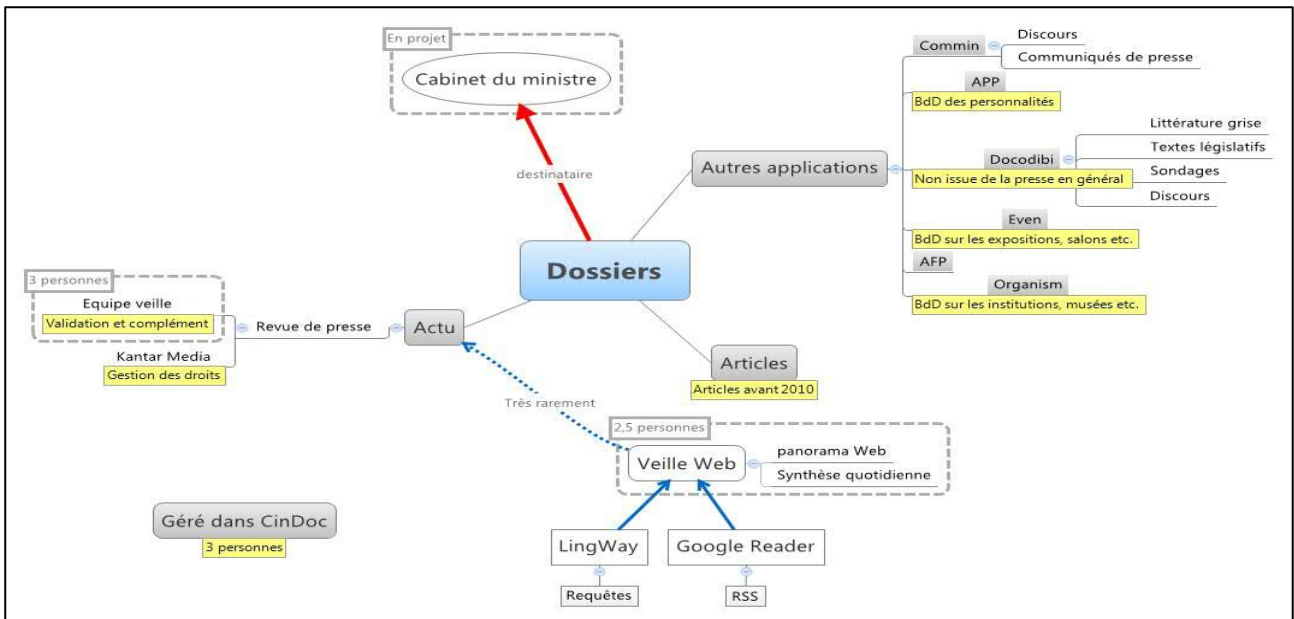 En projet
Cabinet du ministre
destinataire
Dossiers
Autres applications
Commin
Discours
Communiqués de presse
APP
BdD des personnalités
Docodibi
Non issue de la presse en général
Littérature grise
Textes législatifs
Sondages
Discours
Even
BdD sur les expositions, salons etc.
AFP
Organism
BdD sur les institutions, musées etc.
3 personnes
Equipe veille
Validation et complément
Kantar Media
Gestion des droits
Revue de presse
Actu
Articles
Articles avant 2010
Très rarement
2,5 personnes
Veille Web
panorama Web
Synthèse quotidienne
LingWay
Requêtes
Google Reader
RSS
Géré dans CinDoc
3 personnes